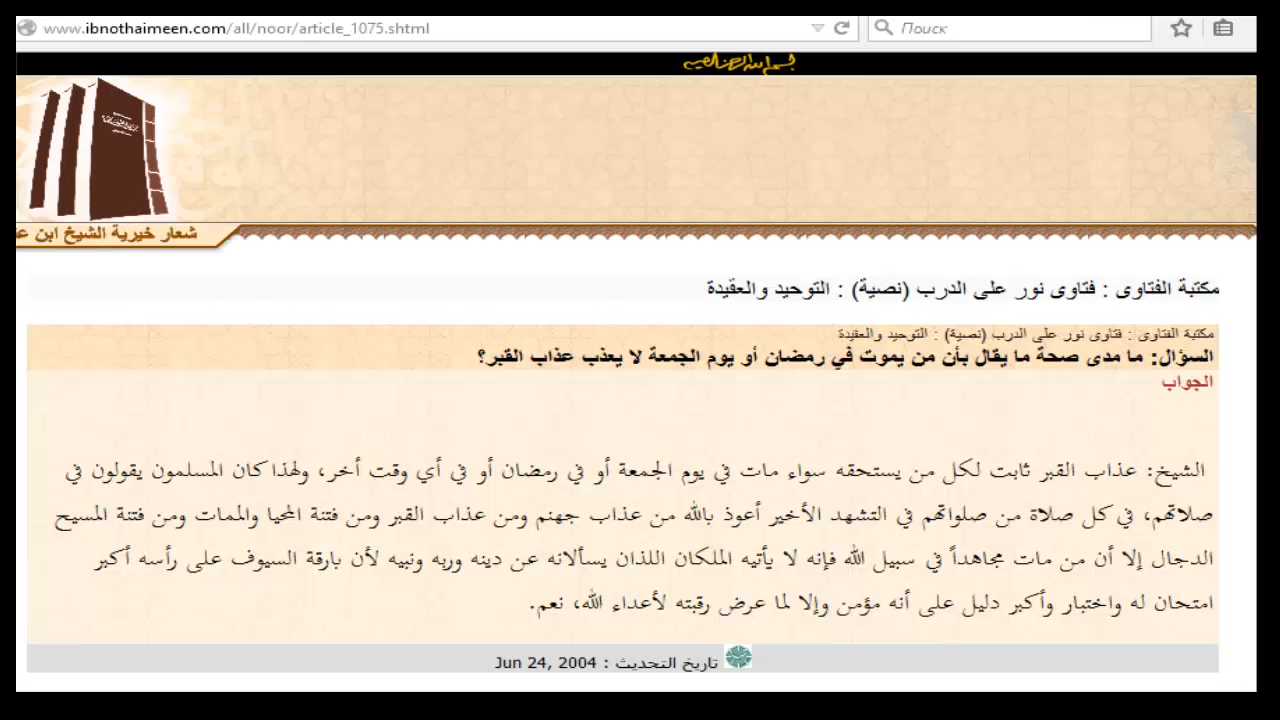 www.ibnothaimeen.com/all/noor/article_1075.shtml
Поиск
بسم الله الرحمن الرحيم
شعار خيرية الشيخ ابن
مكتبة الفتاوى : فتاوى نور على الدرب (نصية) : التوحيد والعقيدة
مكتبة الفتاوى : فتاوى نور على الدرب (نصية) : التوحيد والعقيدة
السؤال: ما مدى صحة ما يقال بأن من يموت في رمضان أو يوم الجمعة لا يعذب عذاب القبر؟
الجواب
الشيخ: عذاب القبر ثابت لكل من يستحقه سواء مات في يوم الجمعة أو في رمضان أو في أي وقت أخر، ولهذا كان المسلمون يقولون في
صلاتهم، في كل صلاة من صلواتهم في التشهد الأخير أعوذ بالله من عذاب جهنم ومن عذاب القبر ومن فتنة المحيا والممات ومن فتنة المسيح
الدجال إلا أن من مات مجاهداً في سبيل الله فإنه لا يأتيه الملكان اللذان يسألانه عن دينه وربه ونبيه لأن بارقة السيوف على رأسه أكبر
امتحان له واختبار وأكبر دليل على أنه مؤمن وإلا لما عرض رقبته لأعداء الله، نعم.
تاريخ التحديث : Jun 24, 2004